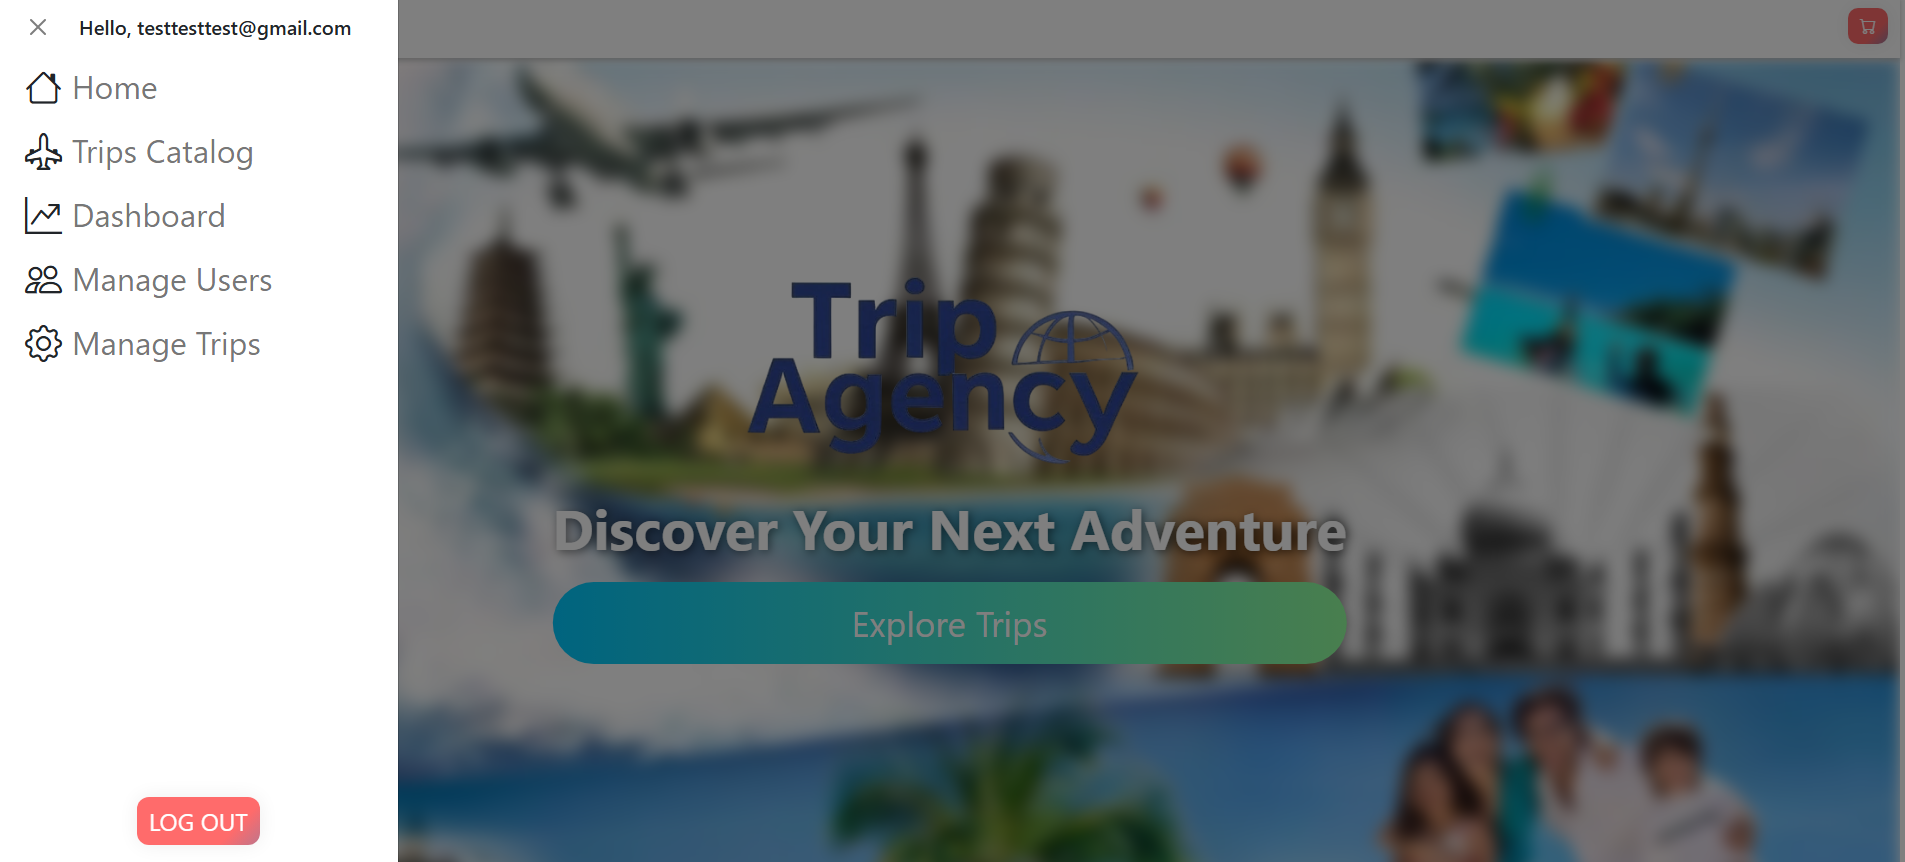 Hello, testtesttest@gmail.com
Home
Trips Catalog
Dashboard
Manage Users
Manage Trips
LOG OUT
Trip
Agency
Discover Your Next Adventure
Explore Trips